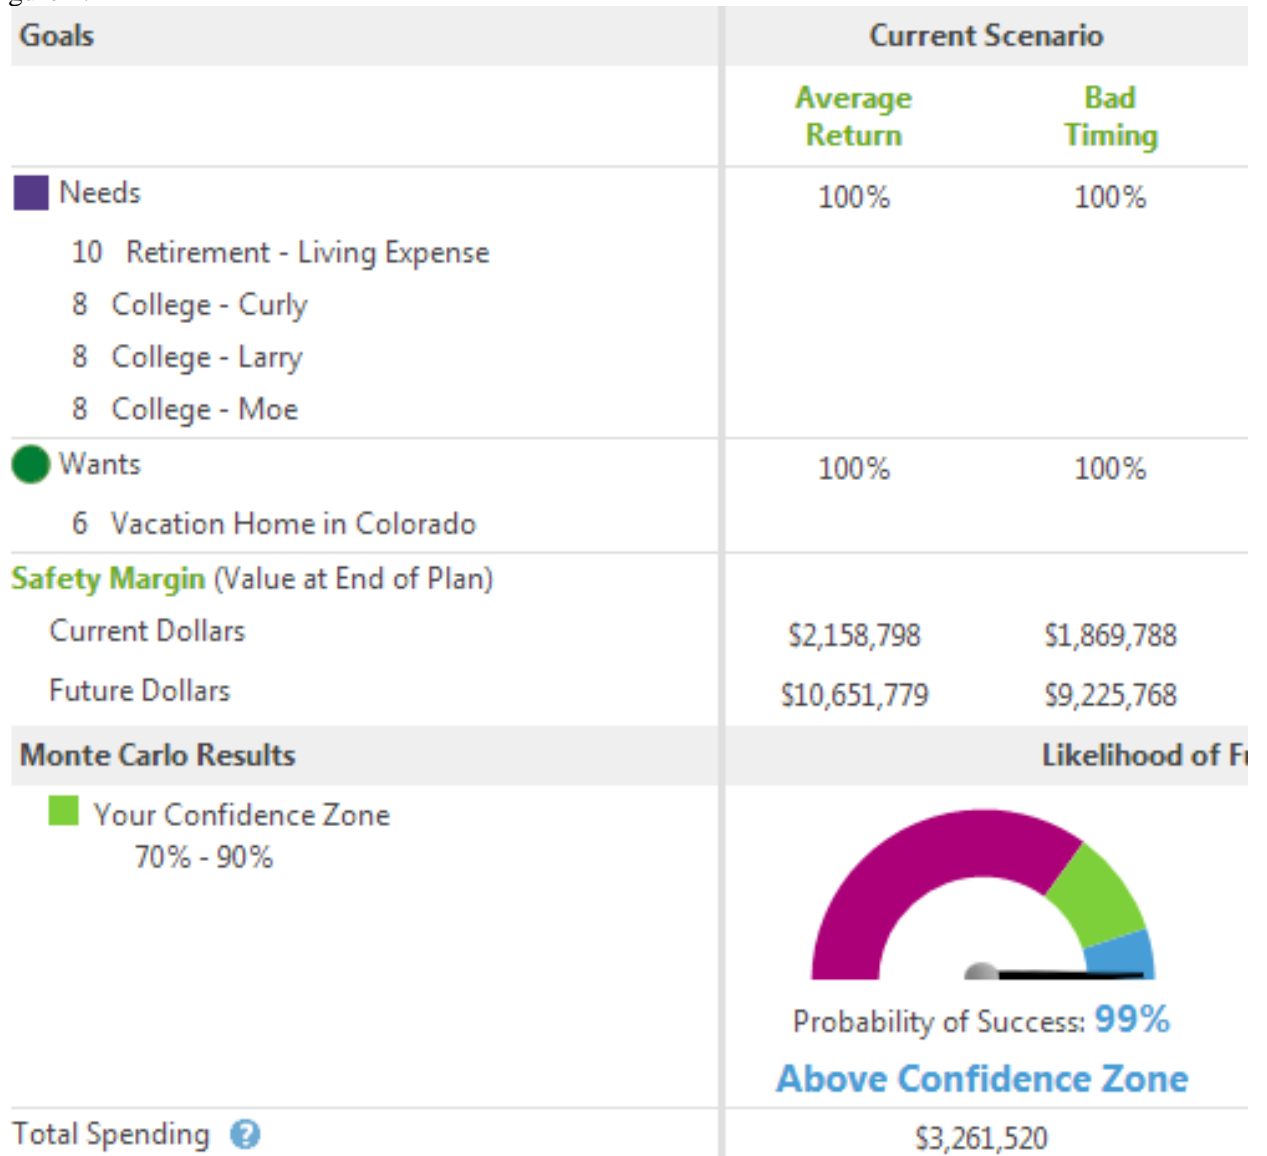 Goals Current Scenario
Average Return Bad Timing
Needs 100% 100%
10 Retirement - Living Expense
8 College - Curly
8 College - Larry
8 College - Moe
Wants 100% 100%
6 Vacation Home in Colorado
Safety Margin (Value at End of Plan)
Current Dollars $2,158,798 $1,869,788
Future Dollars $10,651,779 $9,225,768
Monte Carlo Results Likelihood of
Your Confidence Zone
70% - 90%
Probability of Success: 99%
Above Confidence Zone
Total Spending ? $3,261,520